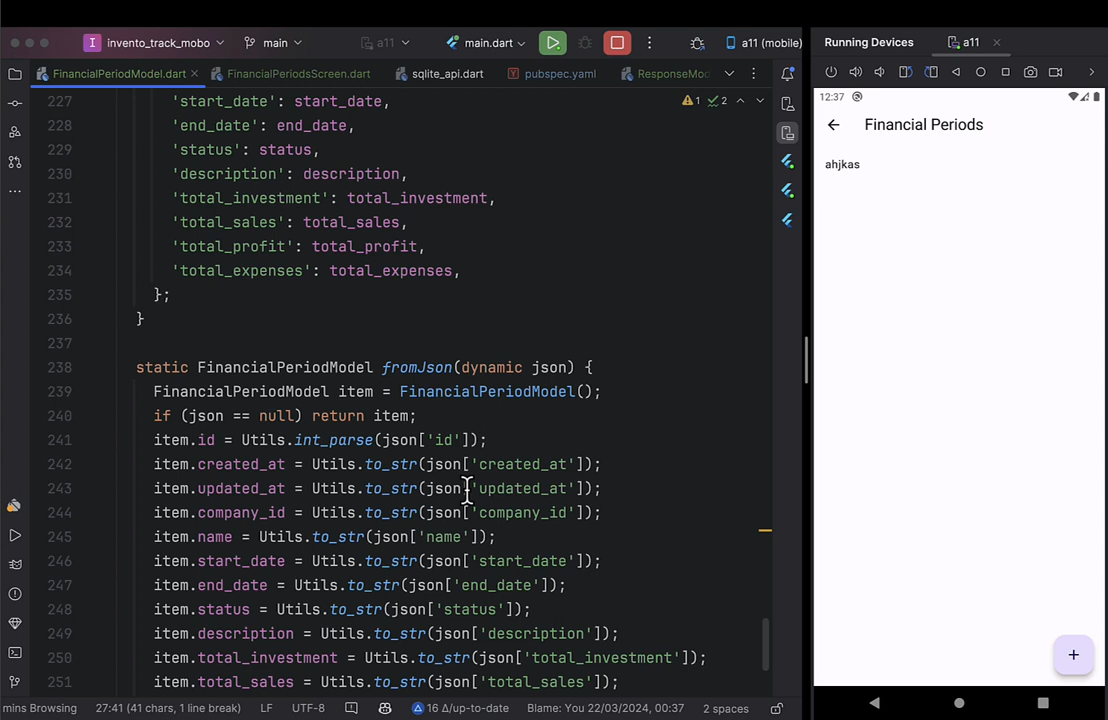 I invento_track_mobo main a11 main.dart a11 (mobile)
Running Devices a11
FinancialPeriodModel.dart FinancialPeriodsScreen.dart sqlite_api.dart pubspec.yaml ResponseMod
12:37
Financial Periods
ahjkas
1 2
227 'start_date': start_date,
228 'end_date': end_date,
229 'status': status,
230 'description': description,
231 'total_investment': total_investment,
232 'total_sales': total_sales,
233 'total_profit': total_profit,
234 'total_expenses': total_expenses,
235 };
236 }
237
238 static FinancialPeriodModel fromJson(dynamic json) {
239 FinancialPeriodModel item = FinancialPeriodModel();
240 if (json == null) return item;
241 item.id = Utils.int_parse(json['id']);
242 item.created_at = Utils.to_str(json['created_at']);
243 item.updated_at = Utils.to_str(json['updated_at']);
244 item.company_id = Utils.to_str(json['company_id']);
245 item.name = Utils.to_str(json['name']);
246 item.start_date = Utils.to_str(json['start_date']);
247 item.end_date = Utils.to_str(json['end_date']);
248 item.status = Utils.to_str(json['status']);
249 item.description = Utils.to_str(json['description']);
250 item.total_investment = Utils.to_str(json['total_investment']);
251 item.total_sales = Utils.to_str(json['total_sales']);
+
mins Browsing 27:41 (41 chars, 1 line break) LF UTF-8 16 Δ/up-to-date Blame: You 22/03/2024, 00:37 2 spaces